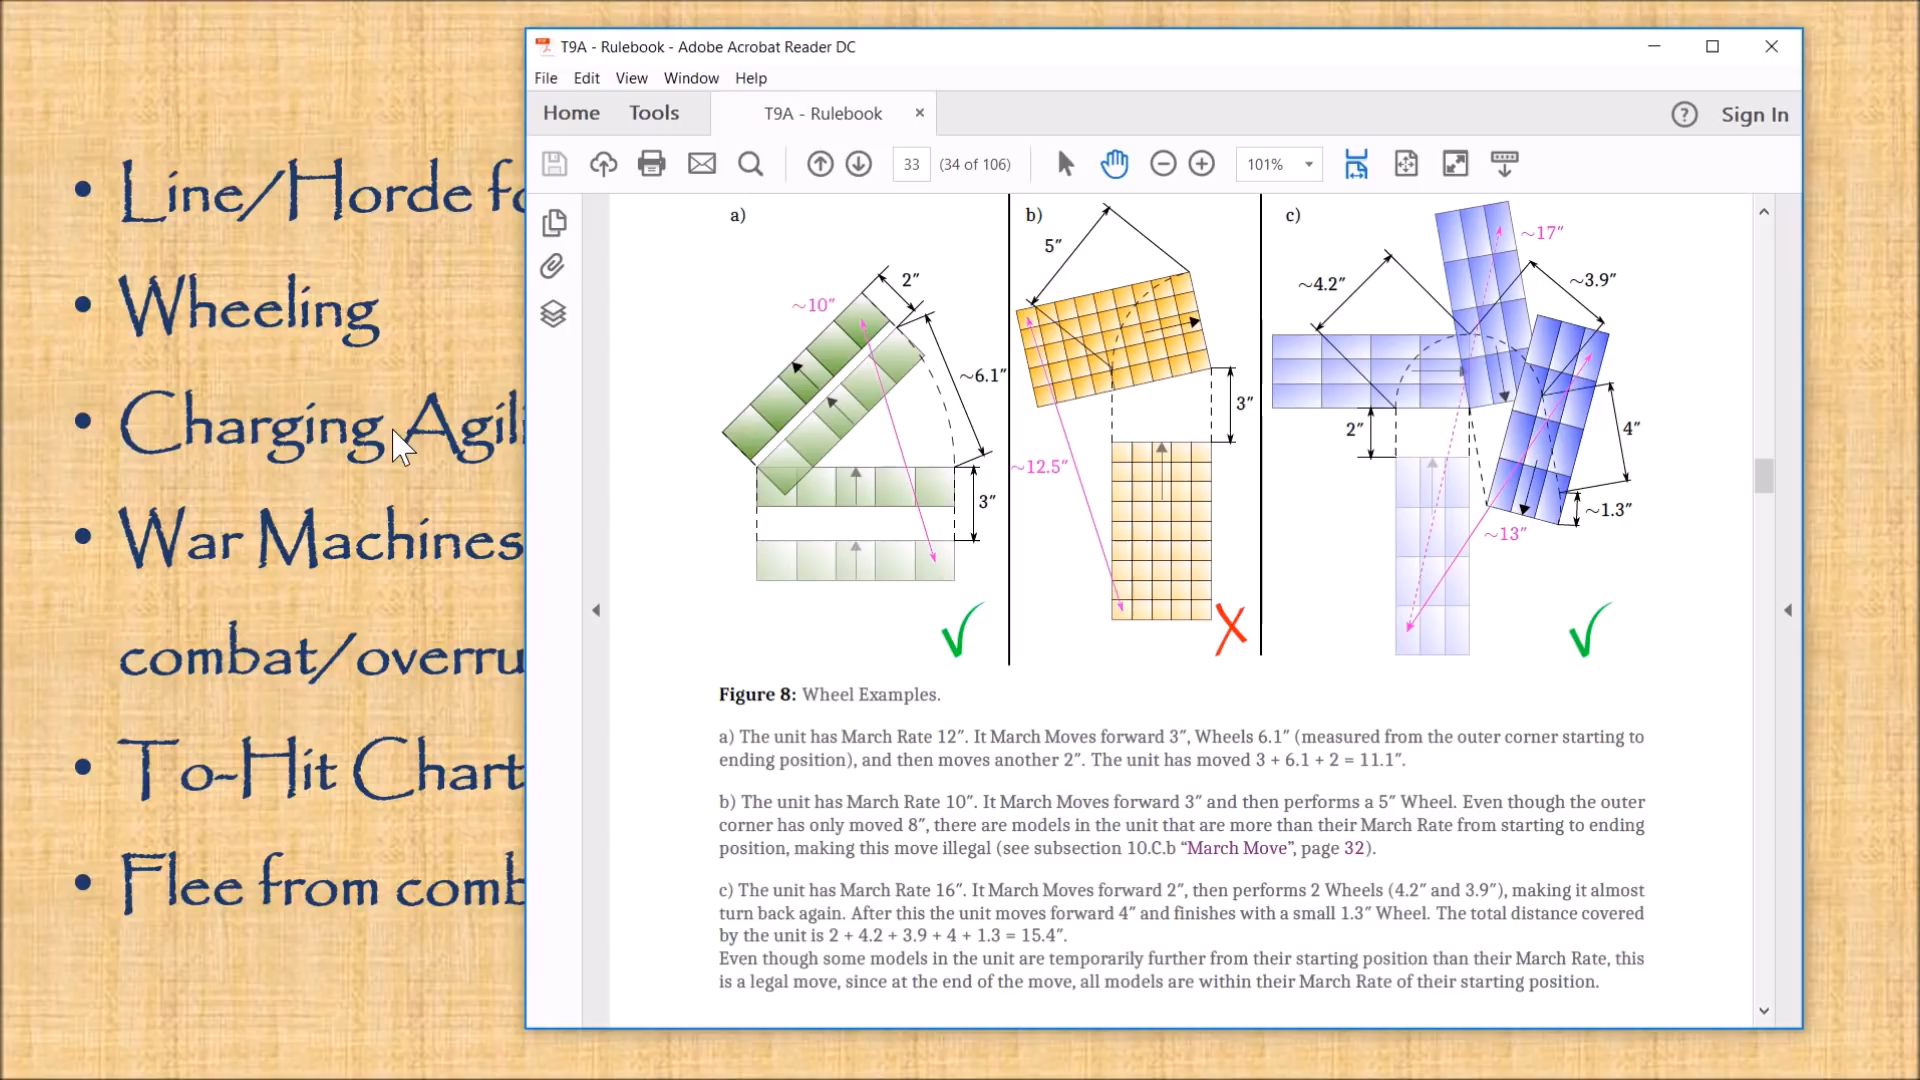 • Line/Horde fo
• Wheeling
• Charging Agili
• War Machines
combat/overru
• To-Hit Chart
• Flee from comb
T9A - Rulebook - Adobe Acrobat Reader DC
File Edit View Window Help
Home Tools T9A - Rulebook × ? Sign In
33 (34 of 106) 101%
a)
2″
~10″
~6.1″
3″
b)
5″
3″
~12.5″
c)
~17″
~4.2″
~3.9″
2″
4″
~1.3″
~13″
Figure 8: Wheel Examples.
a) The unit has March Rate 12″. It March Moves forward 3″, Wheels 6.1″ (measured from the outer corner starting to
ending position), and then moves another 2″. The unit has moved 3 + 6.1 + 2 = 11.1″.
b) The unit has March Rate 10″. It March Moves forward 3″ and then performs a 5″ Wheel. Even though the outer
corner has only moved 8″, there are models in the unit that are more than their March Rate from starting to ending
position, making this move illegal (see subsection 10.C.b “March Move”, page 32).
c) The unit has March Rate 16″. It March Moves forward 2″, then performs 2 Wheels (4.2″ and 3.9″), making it almost
turn back again. After this the unit moves forward 4″ and finishes with a small 1.3″ Wheel. The total distance covered
by the unit is 2 + 4.2 + 3.9 + 4 + 1.3 = 15.4″.
Even though some models in the unit are temporarily further from their starting position than their March Rate, this
is a legal move, since at the end of the move, all models are within their March Rate of their starting position.